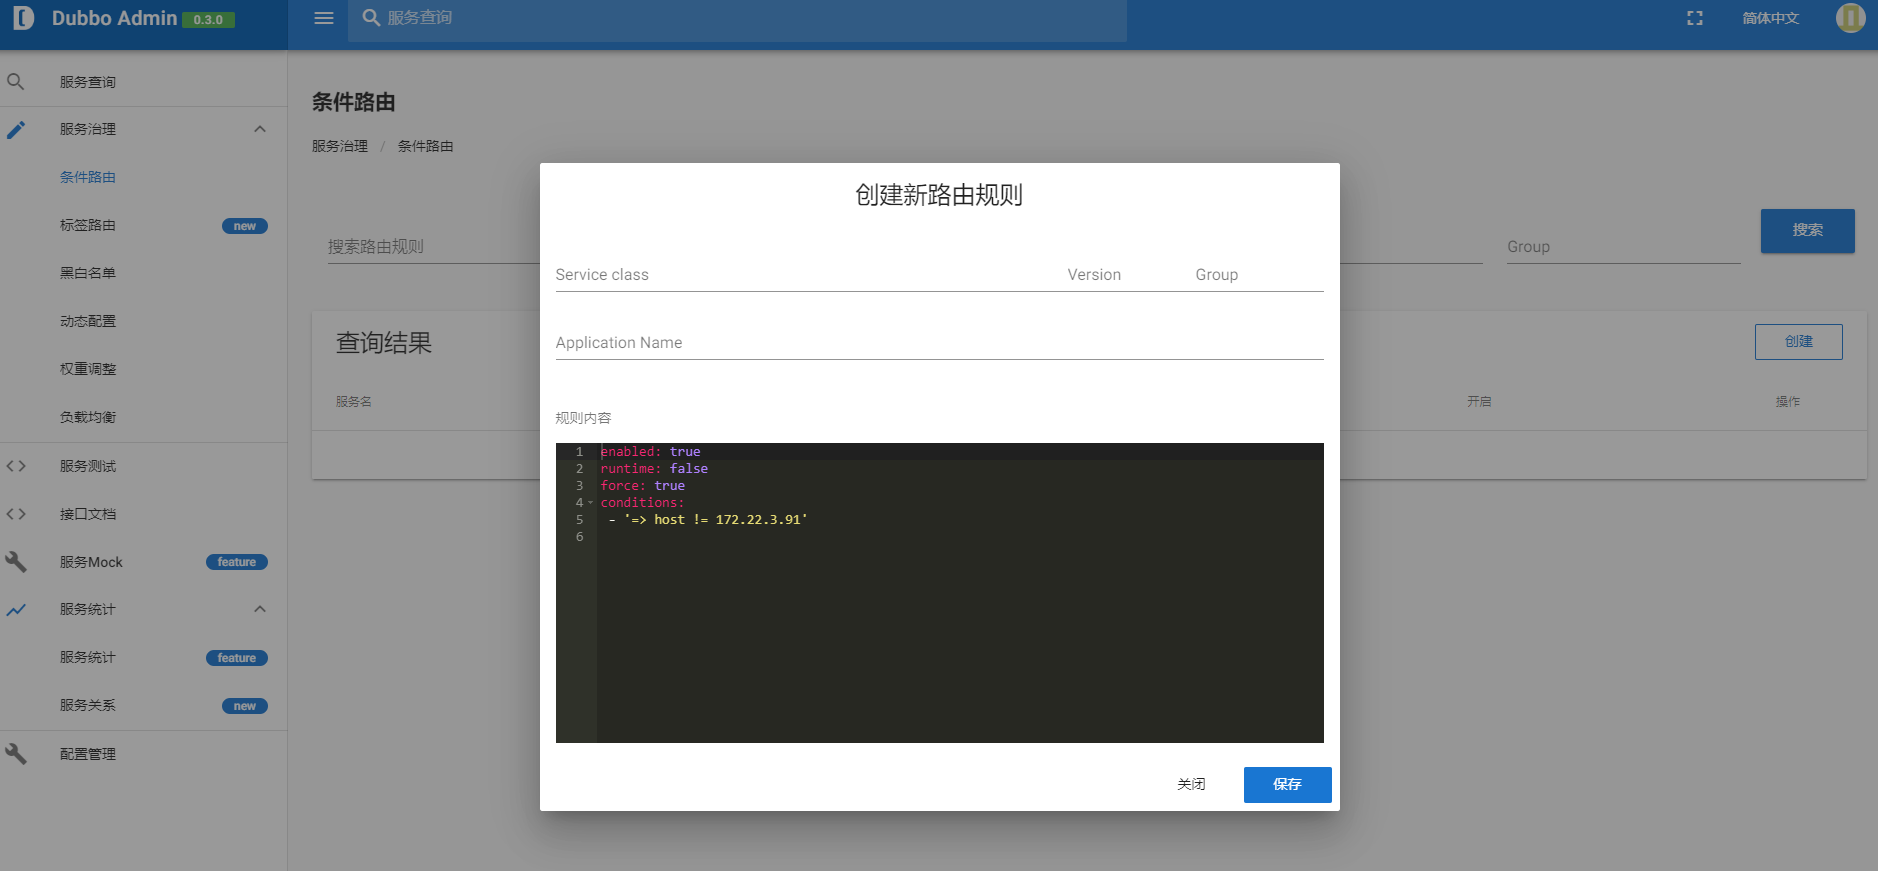 Dubbo Admin 0.3.0
服务查询
简体中文
服务查询
服务治理
条件路由
标签路由 new
黑白名单
动态配置
权重调整
负载均衡
服务测试
接口文档
服务Mock feature
服务统计
服务统计 feature
服务关系 new
配置管理
条件路由
服务治理 / 条件路由
搜索路由规则
Group
搜索
查询结果
创建
服务名
开启
操作
创建新路由规则
Service class
Version
Group
Application Name
规则内容
1 enabled: true
2 runtime: false
3 force: true
4 conditions:
5 - '=> host != 172.22.3.91'
6
关闭
保存